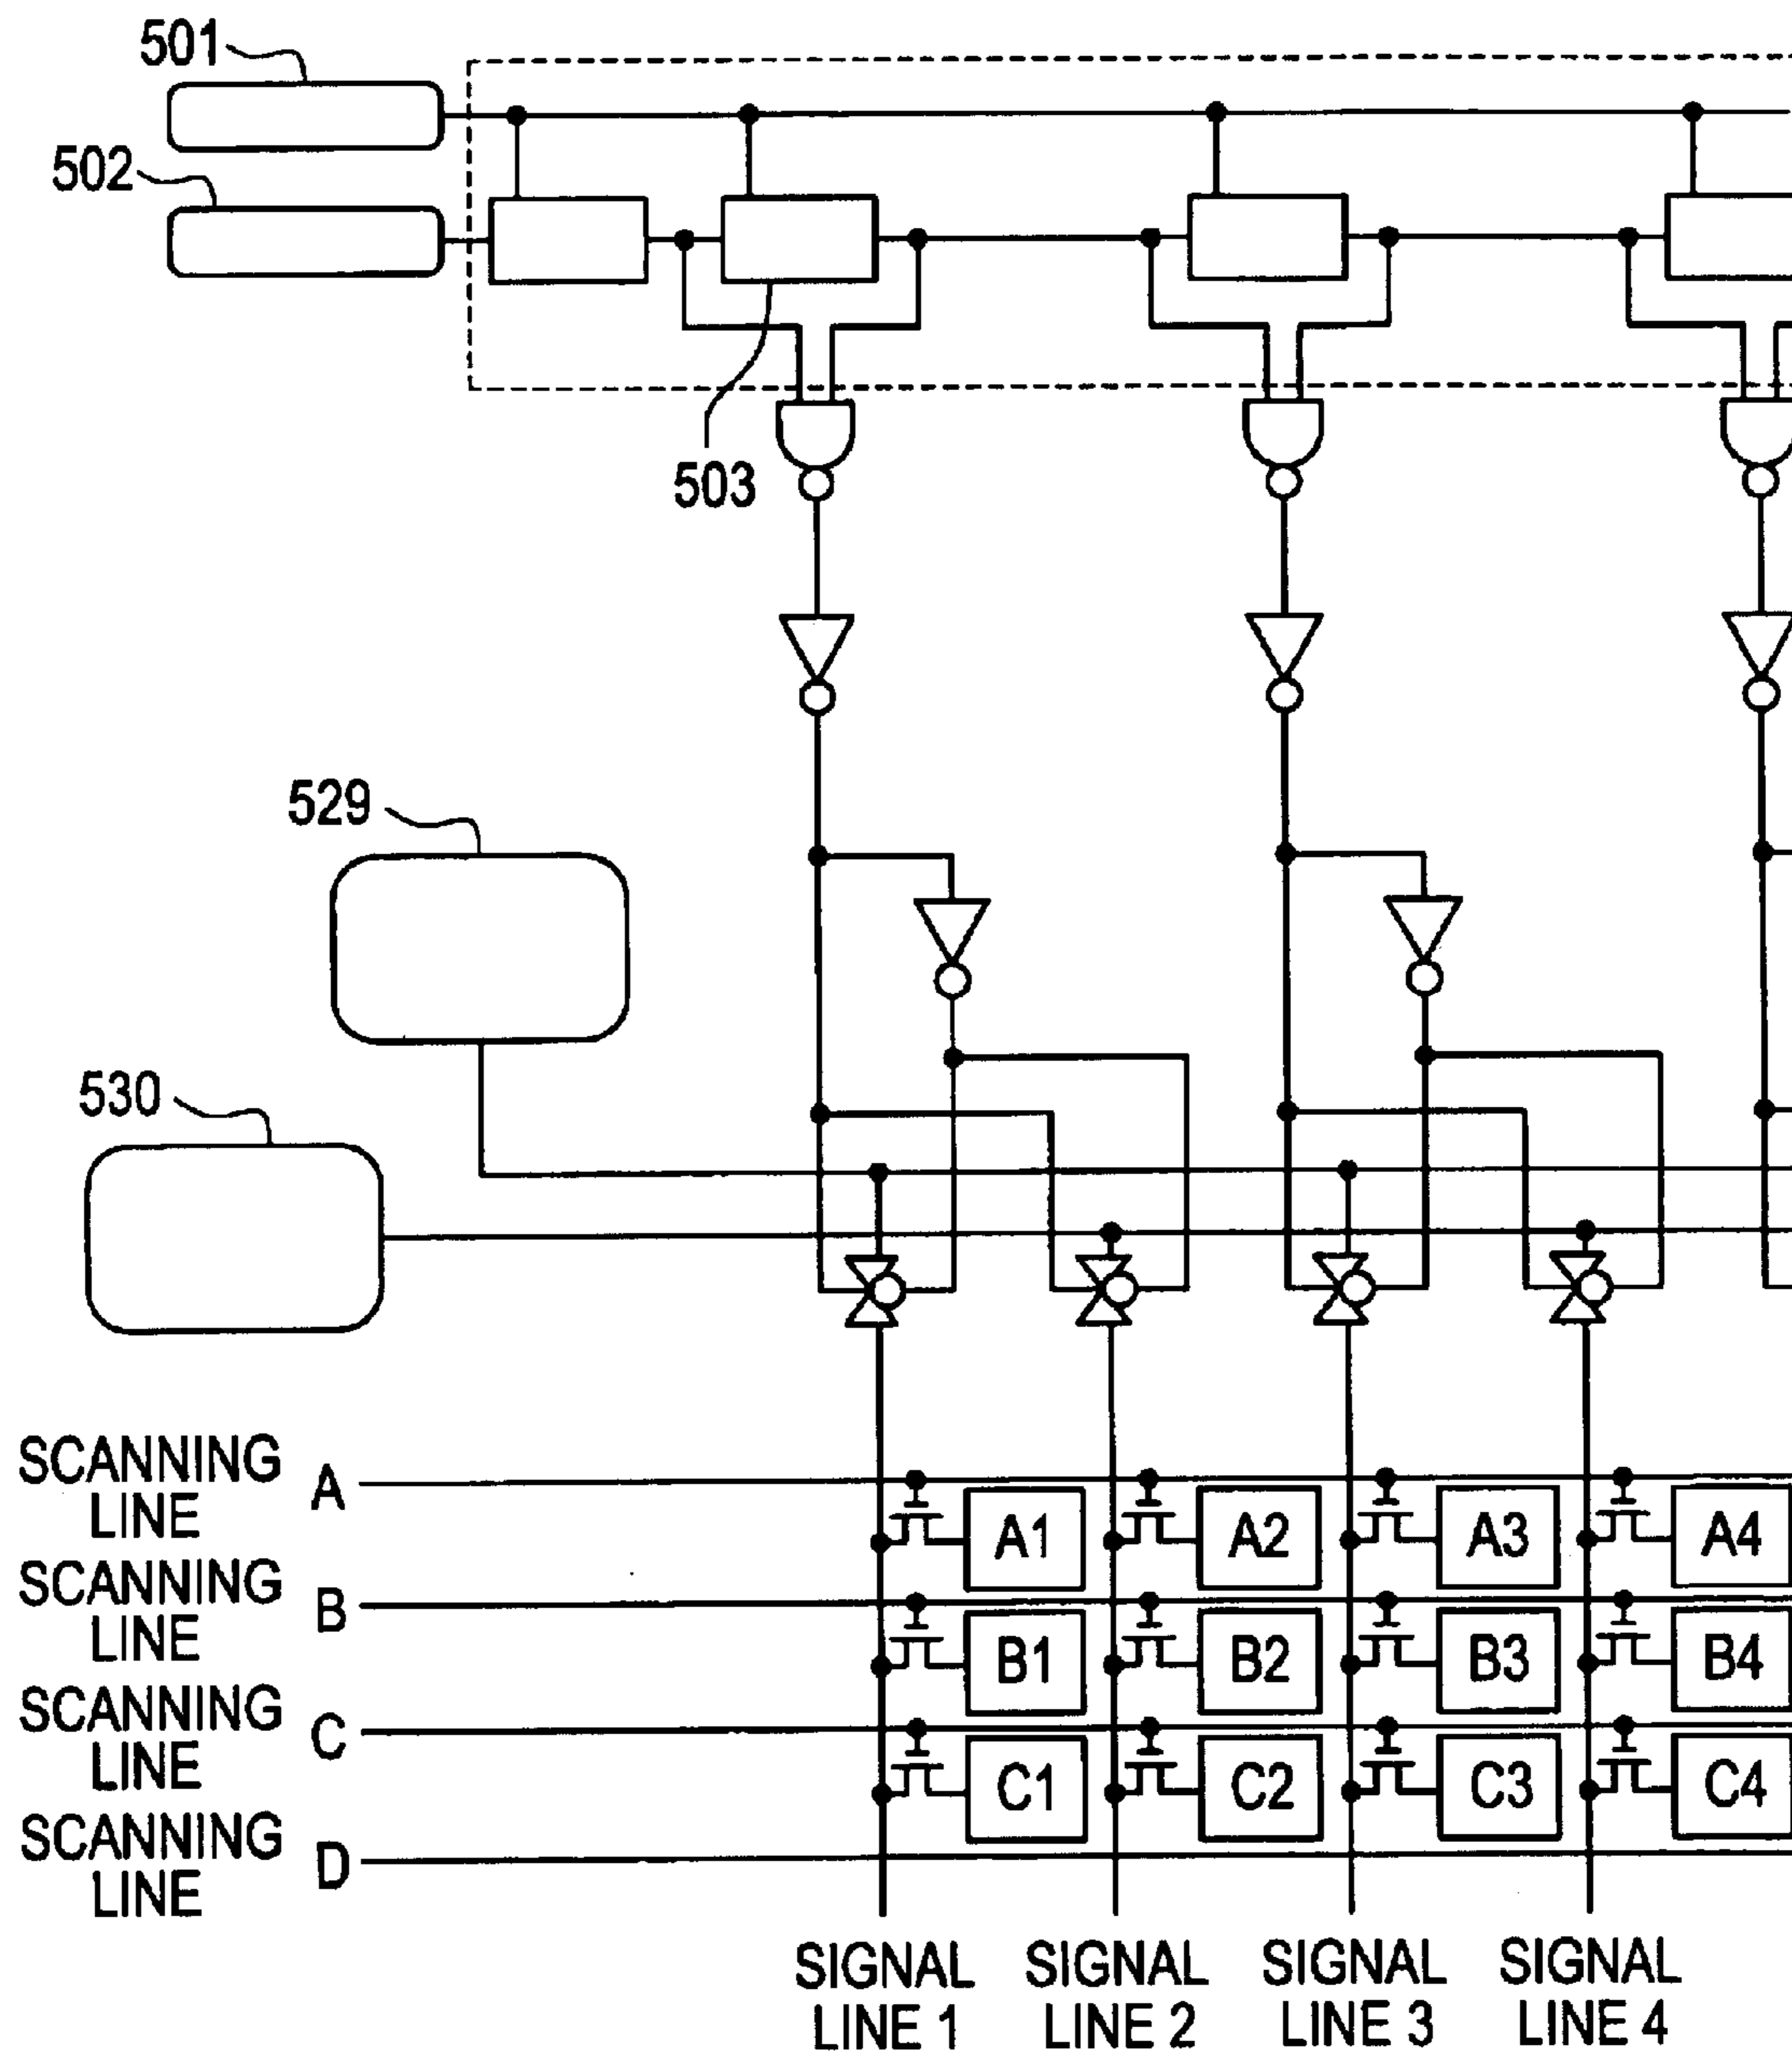 501
502
503
529
530
SCANNING
LINE
A
A1
A2
A3
A4
SCANNING
LINE
B
B1
B2
B3
B4
SCANNING
LINE
C
C1
C2
C3
C4
SCANNING
LINE
D
SIGNAL
LINE 1
SIGNAL
LINE 2
SIGNAL
LINE 3
SIGNAL
LINE 4